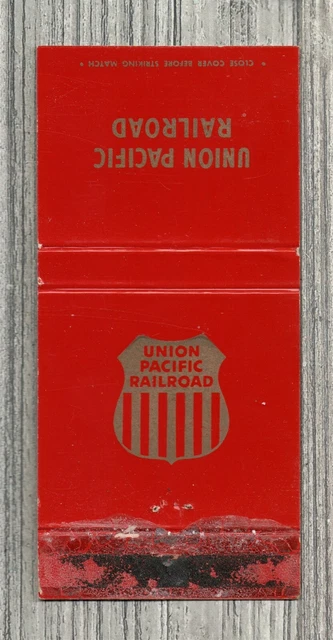 * CLOSE COVER BEFORE STRIKING MATCH *
UNION PACIFIC
RAILROAD
UNION
PACIFIC
RAILROAD